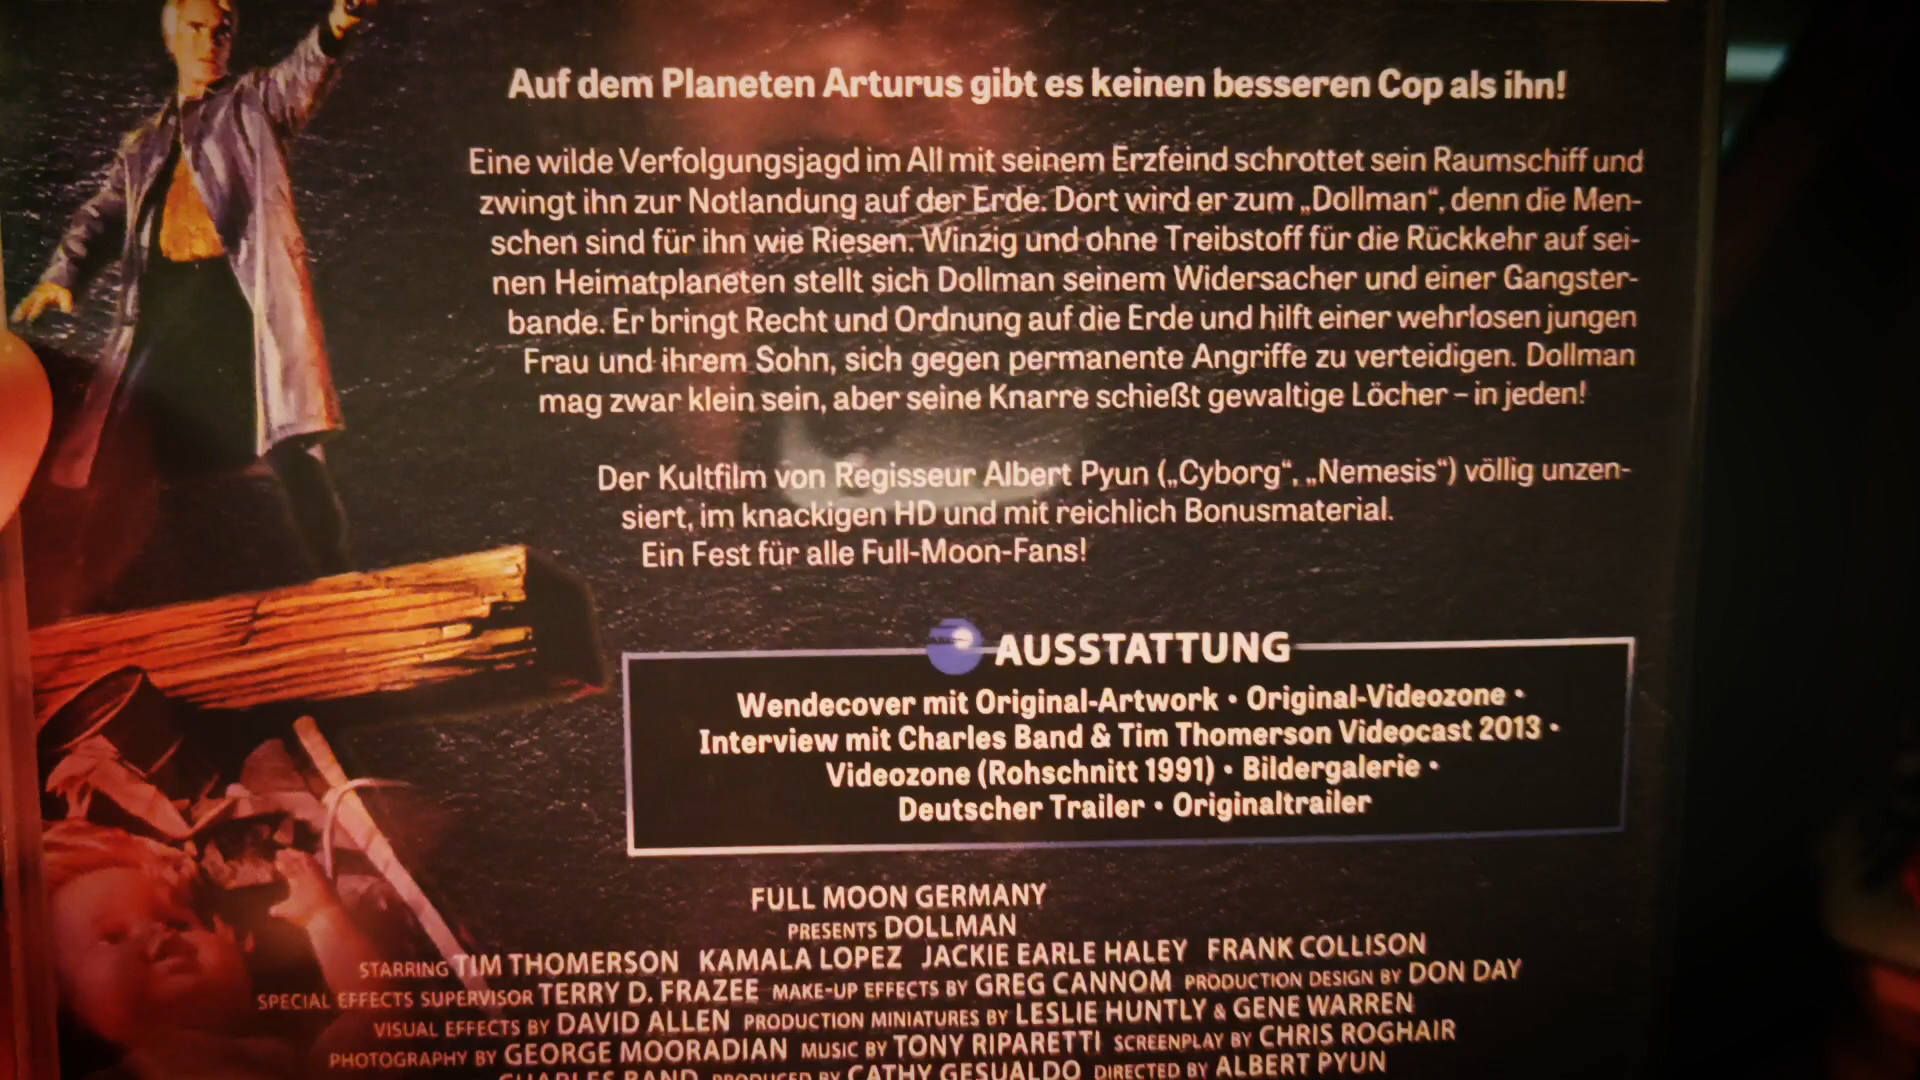 Auf dem Planeten Arturus gibt es keinen besseren Cop als ihn!
Eine wilde Verfolgungsjagd im All mit seinem Erzfeind schrottet sein Raumschiff und
zwingt ihn zur Notlandung auf der Erde. Dort wird er zum „Dollman“, denn die Men-
schen sind für ihn wie Riesen. Winzig und ohne Treibstoff für die Rückkehr auf sei-
nen Heimatplaneten stellt sich Dollman seinem Widersacher und einer Gangster-
bande. Er bringt Recht und Ordnung auf die Erde und hilft einer wehrlosen jungen
Frau und ihrem Sohn, sich gegen permanente Angriffe zu verteidigen. Dollman
mag zwar klein sein, aber seine Knarre schießt gewaltige Löcher – in jeden!
Der Kultfilm von Regisseur Albert Pyun („Cyborg“, „Nemesis“) völlig unzen-
siert, im knackigen HD und mit reichlich Bonusmaterial.
Ein Fest für alle Full-Moon-Fans!
AUSSTATTUNG
Wendecover mit Original-Artwork • Original-Videozone •
Interview mit Charles Band & Tim Thomerson Videocast 2013 •
Videozone (Rohschnitt 1991) • Bildergalerie •
Deutscher Trailer • Originaltrailer
FULL MOON GERMANY
PRESENTS DOLLMAN
STARRING TIM THOMERSON KAMALA LOPEZ JACKIE EARLE HALEY FRANK COLLISON
SPECIAL EFFECTS SUPERVISOR TERRY D. FRAZEE MAKE-UP EFFECTS BY GREG CANNOM PRODUCTION DESIGN BY DON DAY
VISUAL EFFECTS BY DAVID ALLEN PRODUCTION MINIATURES BY LESLIE HUNTLY & GENE WARREN
PHOTOGRAPHY BY GEORGE MOORADIAN MUSIC BY TONY RIPARETTI SCREENPLAY BY CHRIS ROGHAIR
CHARLES BAND PRODUCED BY CATHY GESUALDO DIRECTED BY ALBERT PYUN